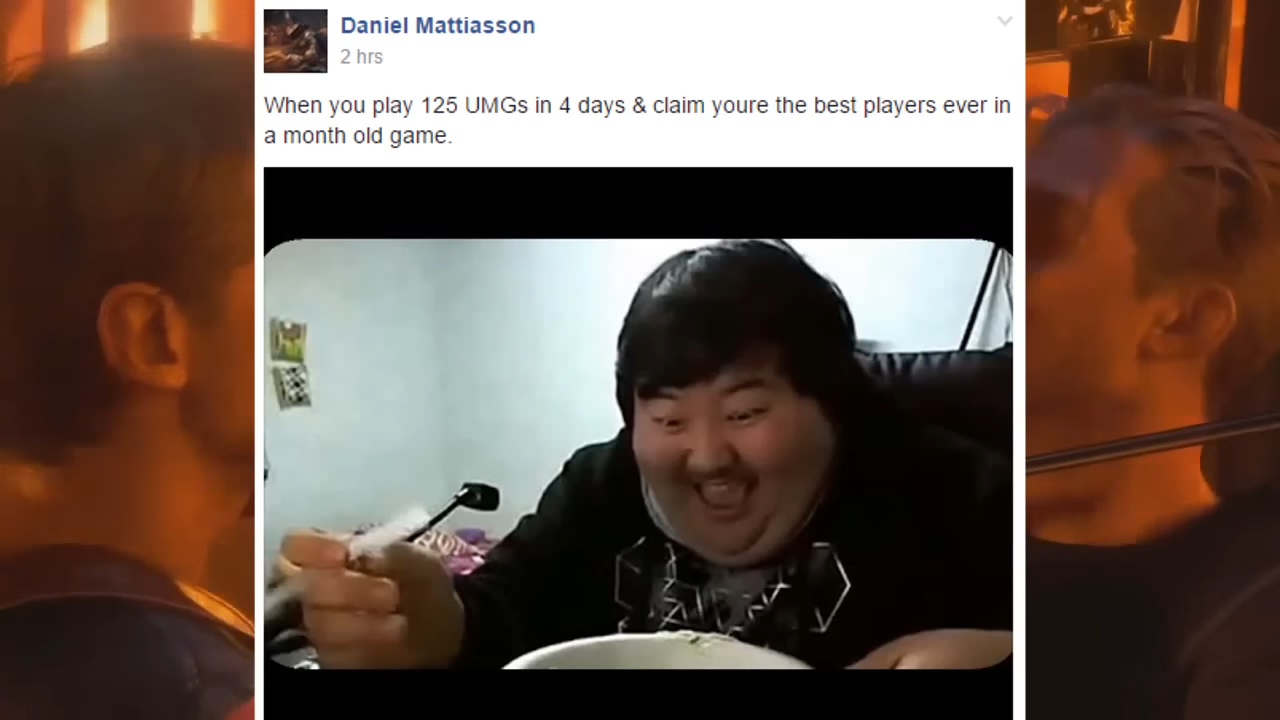 Daniel Mattiasson
2 hrs
When you play 125 UMGs in 4 days & claim youre the best players ever in
a month old game.